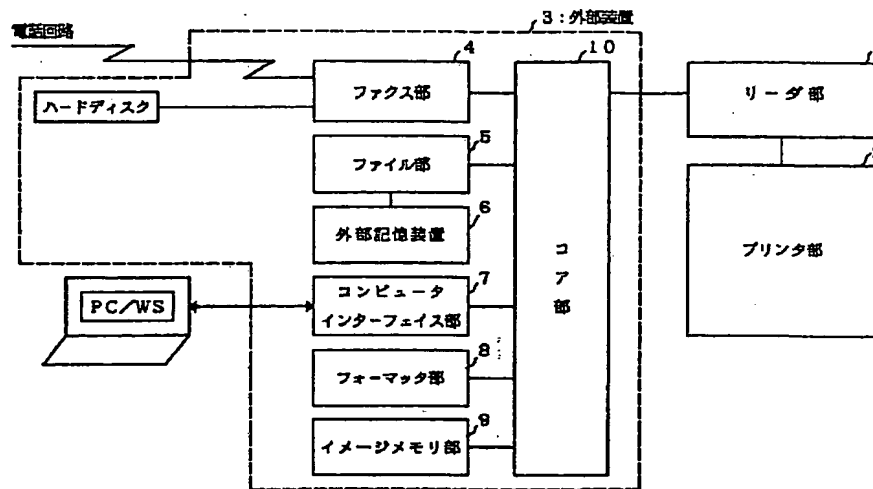 電話回路
3:外部装置
4
10
ファクス部
リーダ部
ハードディスク
5
ファイル部
6
外部記憶装置
プリンタ部
コア部
7
コンピュータ
インターフェイス部
PC/WS
8
フォーマッタ部
9
イメージメモリ部